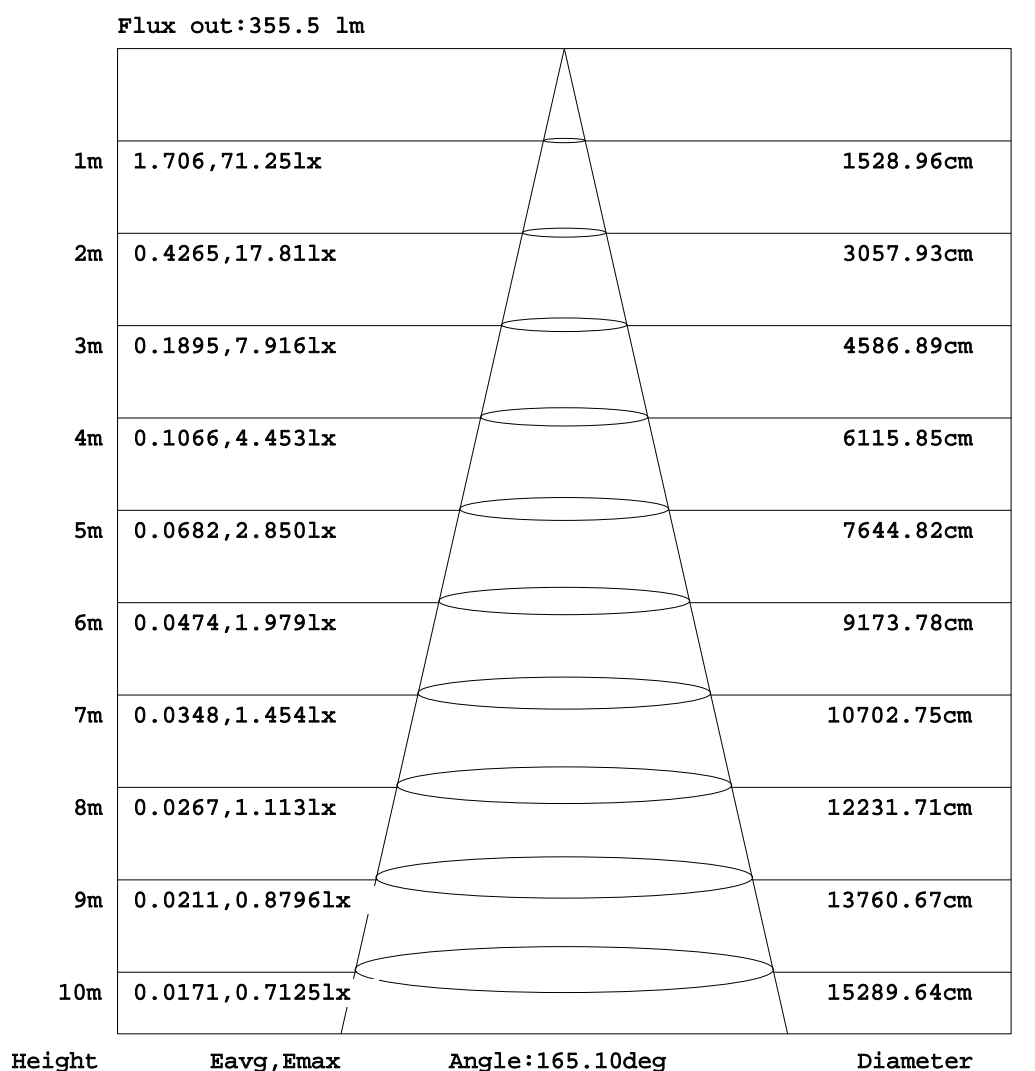 Flux out:355.5 lm
1m 1.706,71.25lx 1528.96cm
2m 0.4265,17.81lx 3057.93cm
3m 0.1895,7.916lx 4586.89cm
4m 0.1066,4.453lx 6115.85cm
5m 0.0682,2.850lx 7644.82cm
6m 0.0474,1.979lx 9173.78cm
7m 0.0348,1.454lx 10702.75cm
8m 0.0267,1.113lx 12231.71cm
9m 0.0211,0.8796lx 13760.67cm
10m 0.0171,0.7125lx 15289.64cm
Height Eavg,Emax Angle:165.10deg Diameter